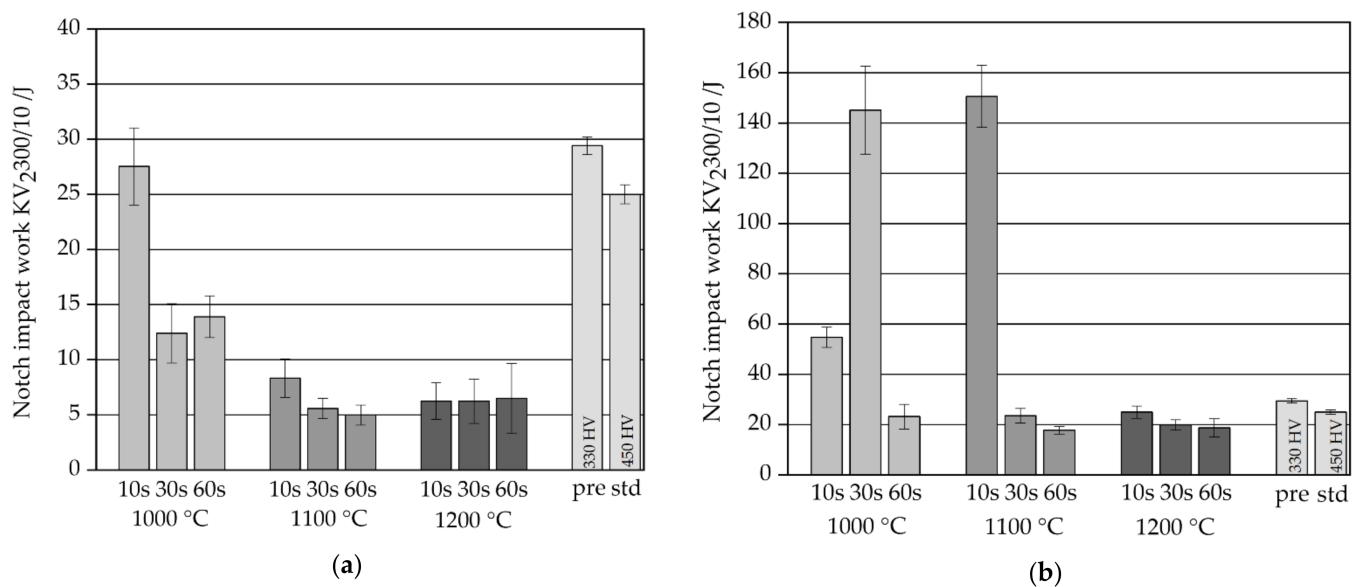 40
35
30
25
20
15
10
5
0
Notch impact work KV₂300/10 /J
330 HV
450 HV
10s 30s 60s
10s 30s 60s
10s 30s 60s
pre std
1000 °C
1100 °C
1200 °C
(a)
180
160
140
120
100
80
60
40
20
0
Notch impact work KV₂300/10 /J
330 HV
450 HV
10s 30s 60s
10s 30s 60s
10s 30s 60s
pre std
1000 °C
1100 °C
1200 °C
(b)